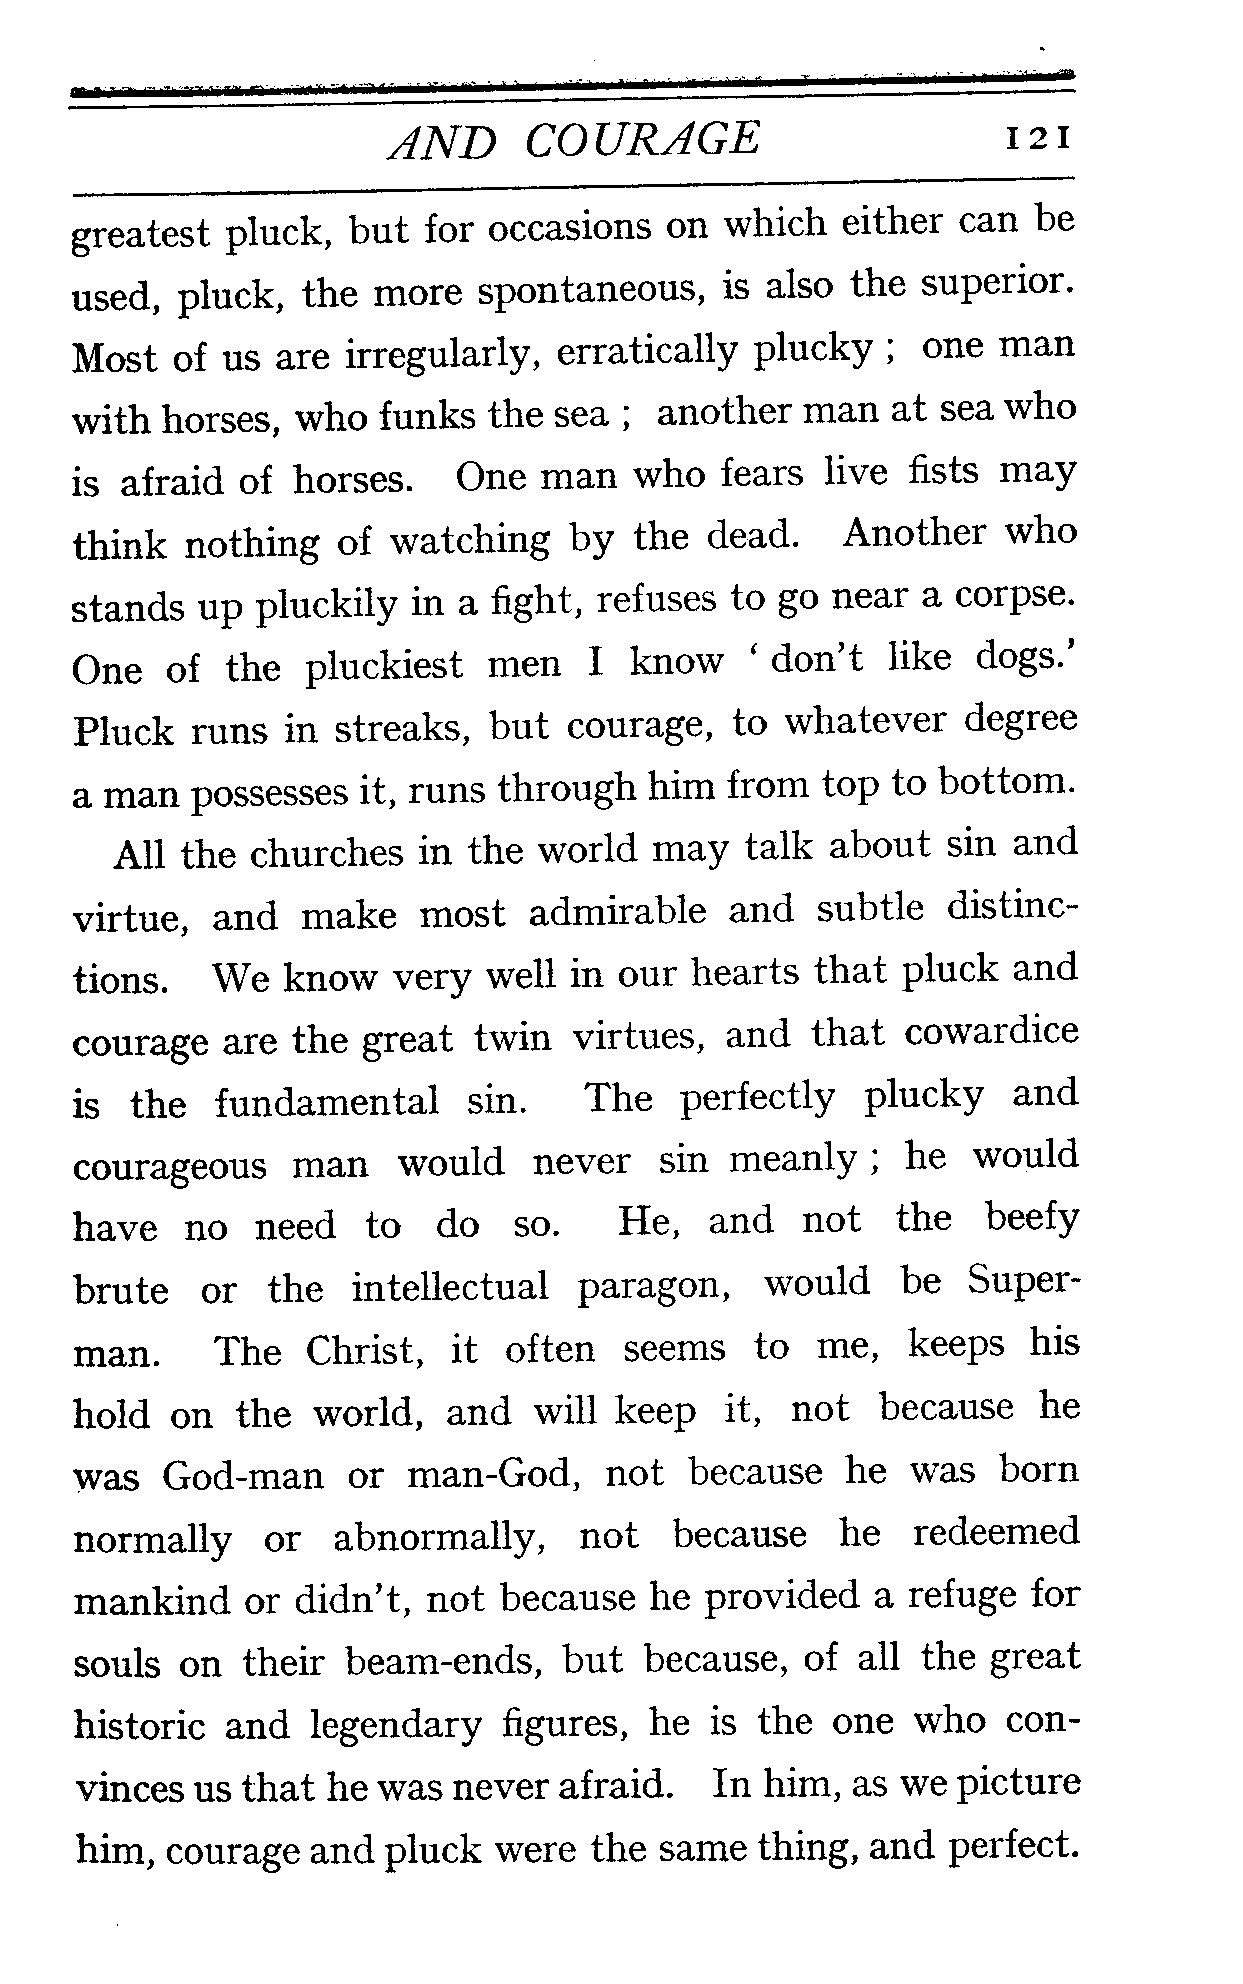 AND COURAGE 121
greatest pluck, but for occasions on which either can be
used, pluck, the more spontaneous, is also the superior.
Most of us are irregularly, erratically plucky ; one man
with horses, who funks the sea ; another man at sea who
is afraid of horses. One man who fears live fists may
think nothing of watching by the dead. Another who
stands up pluckily in a fight, refuses to go near a corpse.
One of the pluckiest men I know ‘ don’t like dogs.’
Pluck runs in streaks, but courage, to whatever degree
a man possesses it, runs through him from top to bottom.
All the churches in the world may talk about sin and
virtue, and make most admirable and subtle distinc-
tions. We know very well in our hearts that pluck and
courage are the great twin virtues, and that cowardice
is the fundamental sin. The perfectly plucky and
courageous man would never sin meanly ; he would
have no need to do so. He, and not the beefy
brute or the intellectual paragon, would be Super-
man. The Christ, it often seems to me, keeps his
hold on the world, and will keep it, not because he
was God-man or man-God, not because he was born
normally or abnormally, not because he redeemed
mankind or didn’t, not because he provided a refuge for
souls on their beam-ends, but because, of all the great
historic and legendary figures, he is the one who con-
vinces us that he was never afraid. In him, as we picture
him, courage and pluck were the same thing, and perfect.